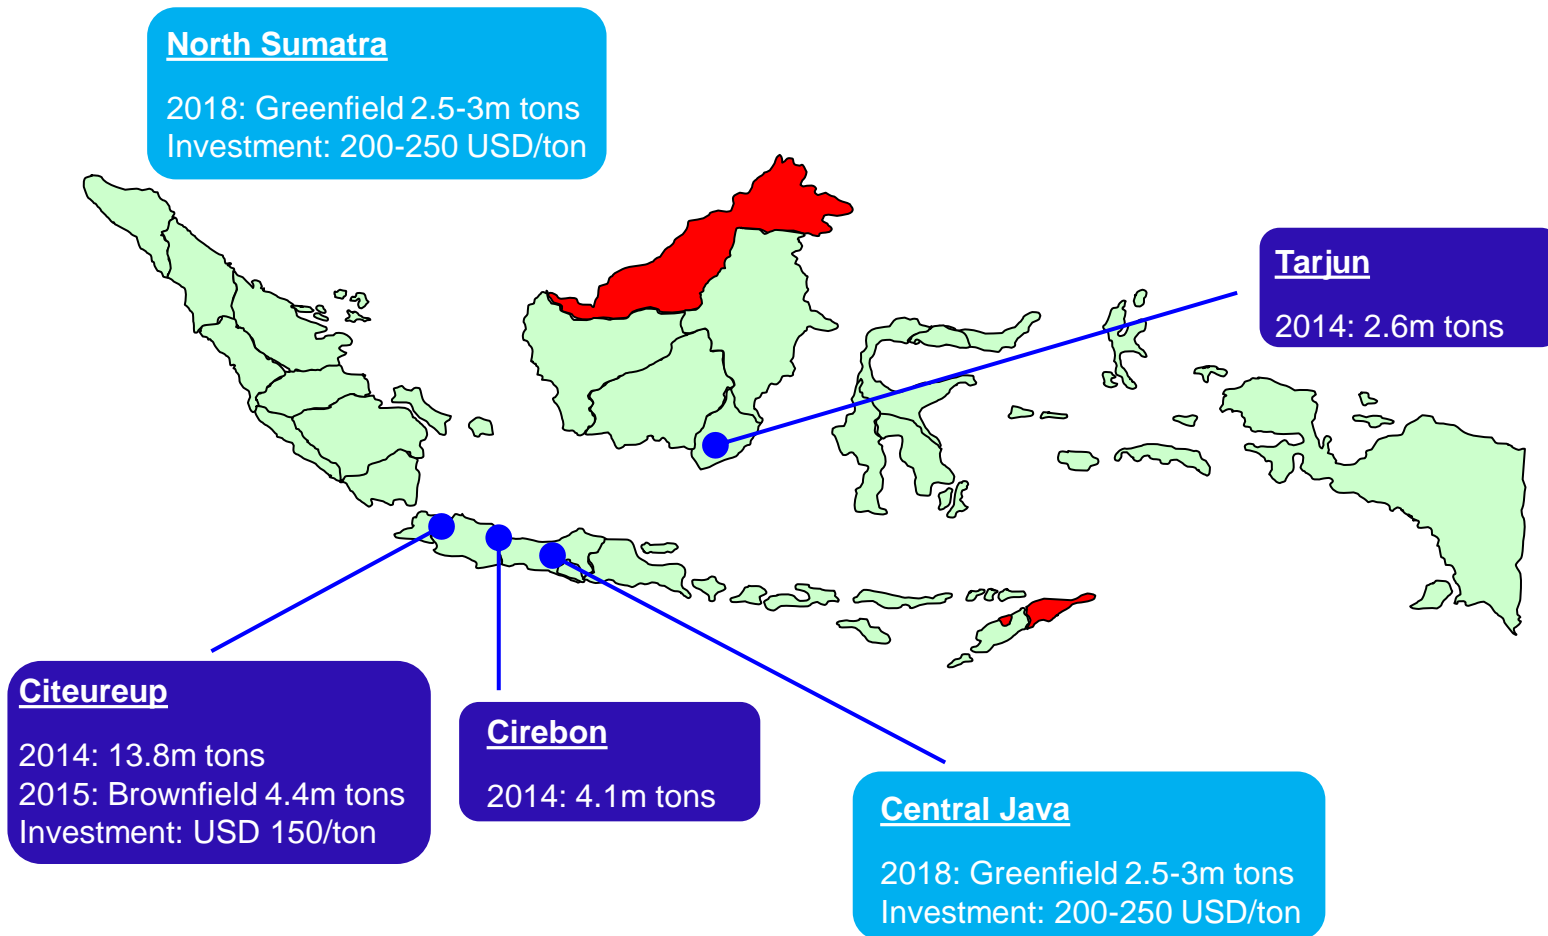 North Sumatra
2018: Greenfield 2.5-3m tons
Investment: 200-250 USD/ton
Tarjun
2014: 2.6m tons
Citeureup
2014: 13.8m tons
2015: Brownfield 4.4m tons
Investment: USD 150/ton
Cirebon
2014: 4.1m tons
Central Java
2018: Greenfield 2.5-3m tons
Investment: 200-250 USD/ton